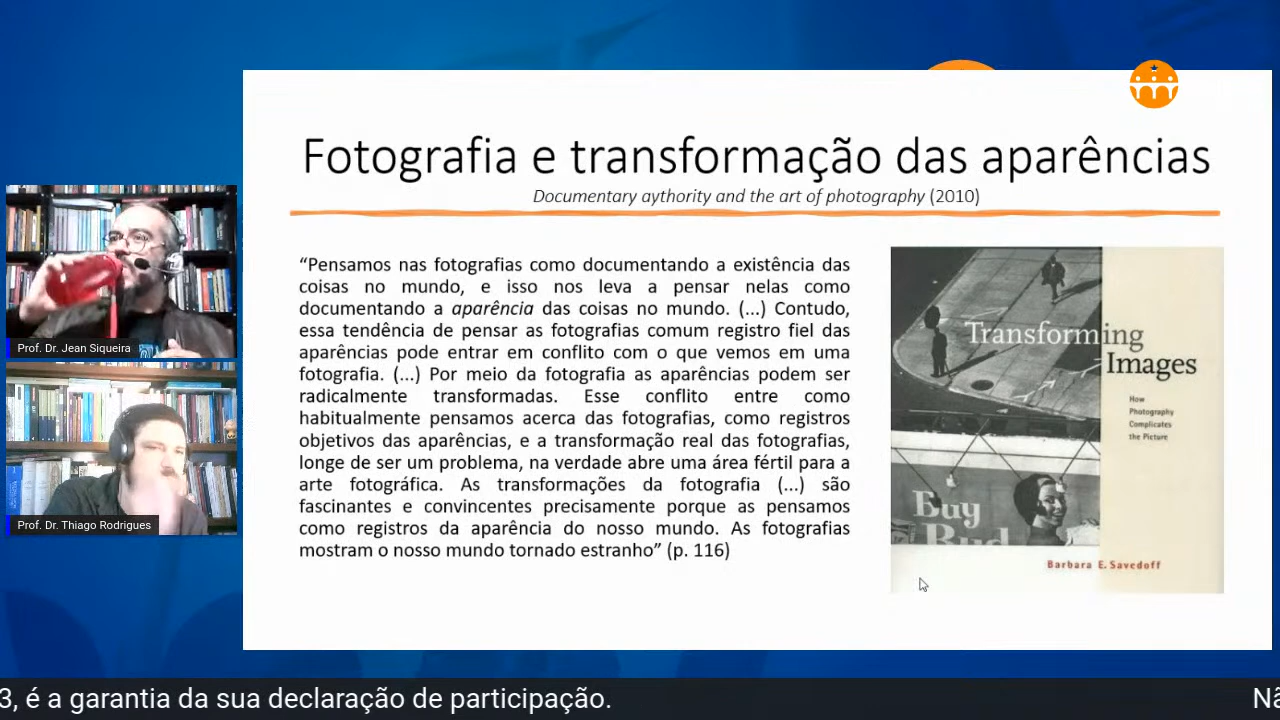 Fotografia e transformação das aparências
Documentary aythority and the art of photography (2010)
“Pensamos nas fotografias como documentando a existência das
coisas no mundo, e isso nos leva a pensar nelas como
documentando a aparência das coisas no mundo. (...) Contudo,
essa tendência de pensar as fotografias comum registro fiel das
aparências pode entrar em conflito com o que vemos em uma
fotografia. (...) Por meio da fotografia as aparências podem ser
radicalmente transformadas. Esse conflito entre como
habitualmente pensamos acerca das fotografias, como registros
objetivos das aparências, e a transformação real das fotografias,
longe de ser um problema, na verdade abre uma área fértil para a
arte fotográfica. As transformações da fotografia (...) são
fascinantes e convincentes precisamente porque as pensamos
como registros da aparência do nosso mundo. As fotografias
mostram o nosso mundo tornado estranho” (p. 116)
Transforming
Images
How
Photography
Complicates
the Picture
Buy
Bud
Barbara E. Savedoff
Prof. Dr. Jean Siqueira
Prof. Dr. Thiago Rodrigues
3, é a garantia da sua declaração de participação.
Nã